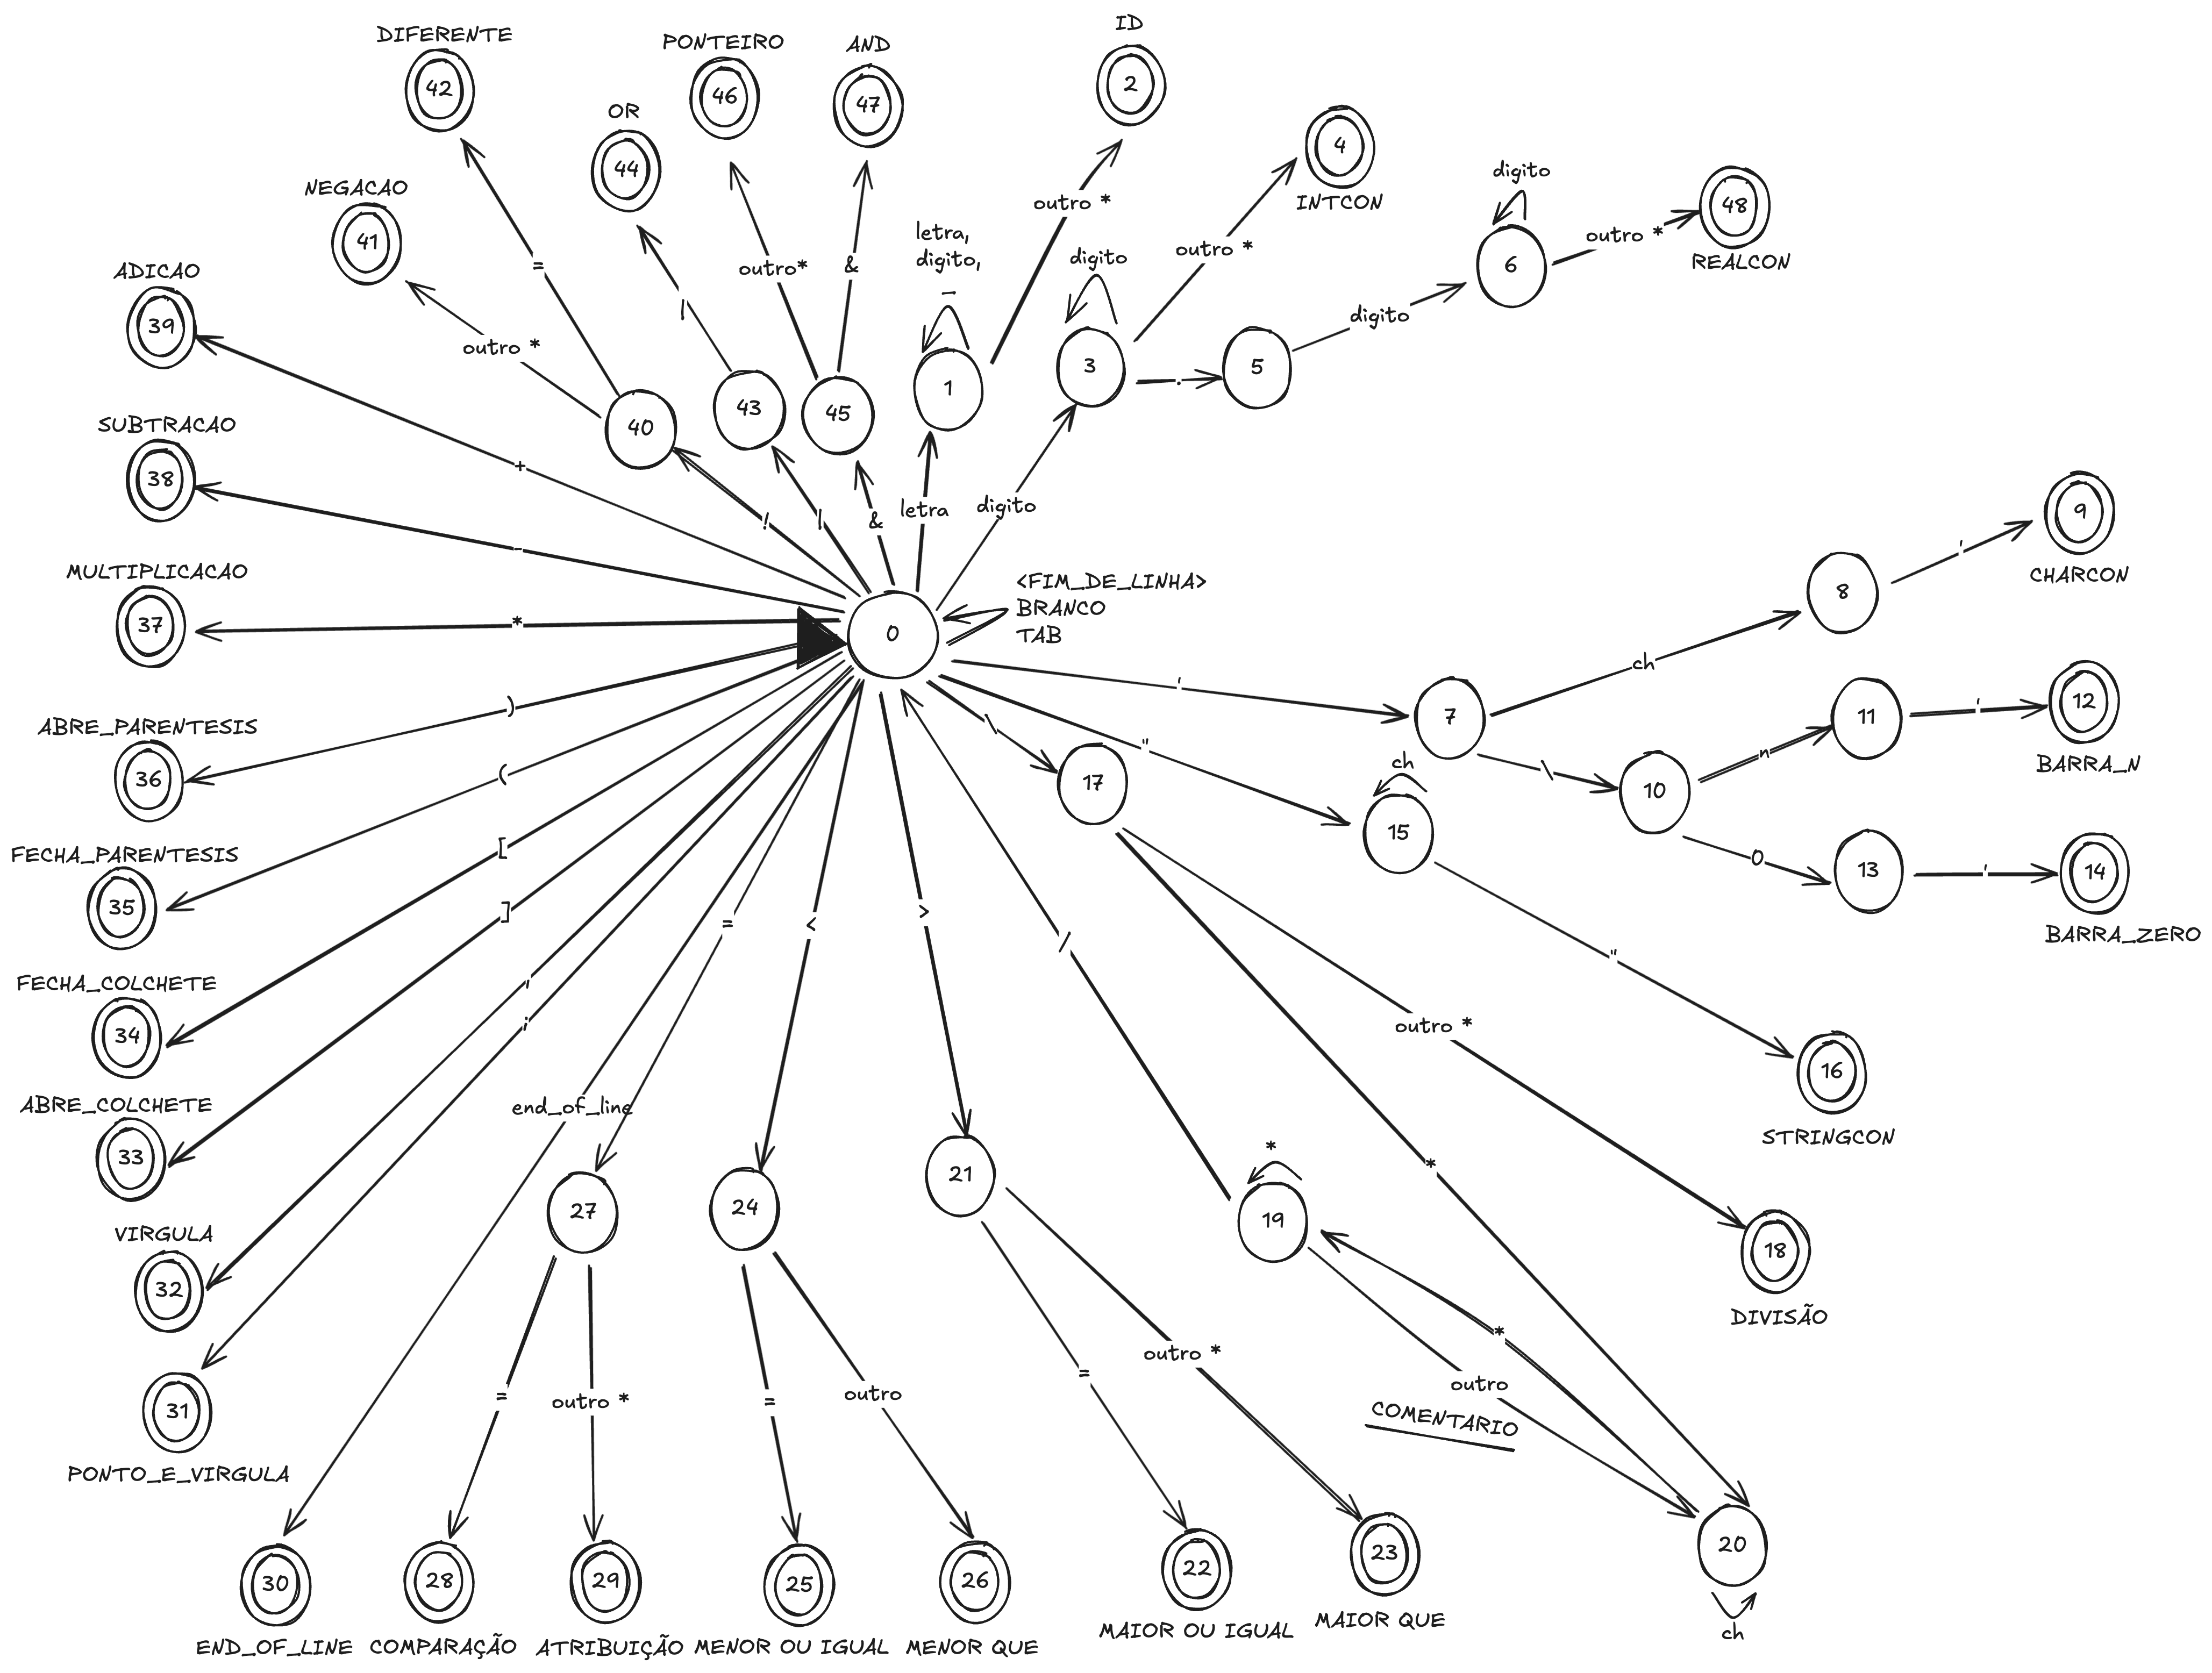 ID
DIFERENTE
PONTEIRO
AND
42
46
47
2
OR
44
4
INTCON
NEGACAO
41
digito
48
REALCON
outro *
outro *
outro *
6
letra,
digito,
_
digito
ADICAO
39
=
outro*
&
|
outro *
digito
1
3
.
5
SUBTRACAO
38
40
43
45
+
-
!
|
&
letra
digito
9
CHARCON
'
MULTIPLICACAO
37
*
0
<FIM_DE_LINHA>
BRANCO
TAB
8
ch
'
7
11
'
12
BARRA_N
ABRE_PARENTESIS
36
)
\
17
"
ch
15
\
10
n
0
13
'
14
BARRA_ZERO
FECHA_PARENTESIS
35
(
[
]
=
<
>
/
"
FECHA_COLCHETE
34
,
;
outro *
16
STRINGCON
ABRE_COLCHETE
33
end_of_line
27
24
21
*
19
*
VIRGULA
32
18
DIVISÃO
31
PONTO_E_VIRGULA
=
outro *
=
outro
=
outro *
*
outro
COMENTARIO
20
ch
30
28
29
25
26
22
23
END_OF_LINE
COMPARAÇÃO
ATRIBUIÇÃO
MENOR OU IGUAL
MENOR QUE
MAIOR OU IGUAL
MAIOR QUE